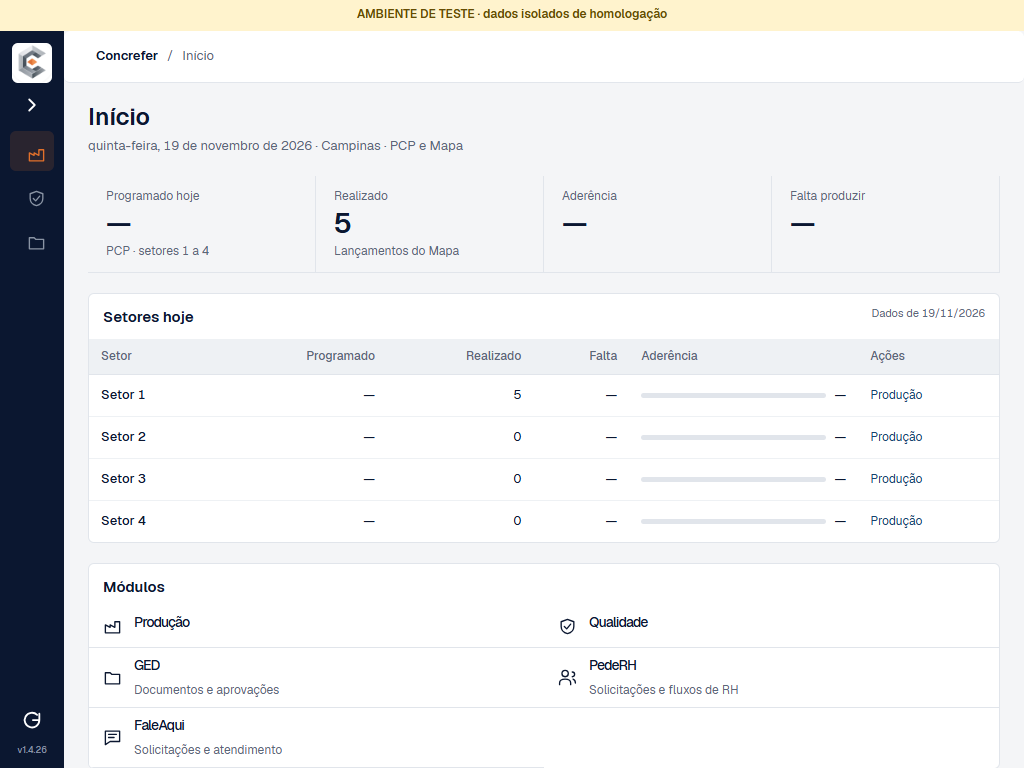 AMBIENTE DE TESTE · dados isolados de homologação
Concrefer / Início
Início
quinta-feira, 19 de novembro de 2026 · Campinas · PCP e Mapa
Programado hoje
—
PCP · setores 1 a 4
Realizado
5
Lançamentos do Mapa
Aderência
—
Falta produzir
—
Setores hoje
Dados de 19/11/2026
Setor Programado Realizado Falta Aderência Ações
Setor 1 — 5 — — Produção
Setor 2 — 0 — — Produção
Setor 3 — 0 — — Produção
Setor 4 — 0 — — Produção
Módulos
Produção
Qualidade
GED
Documentos e aprovações
PedeRH
Solicitações e fluxos de RH
FaleAqui
Solicitações e atendimento
v1.4.26